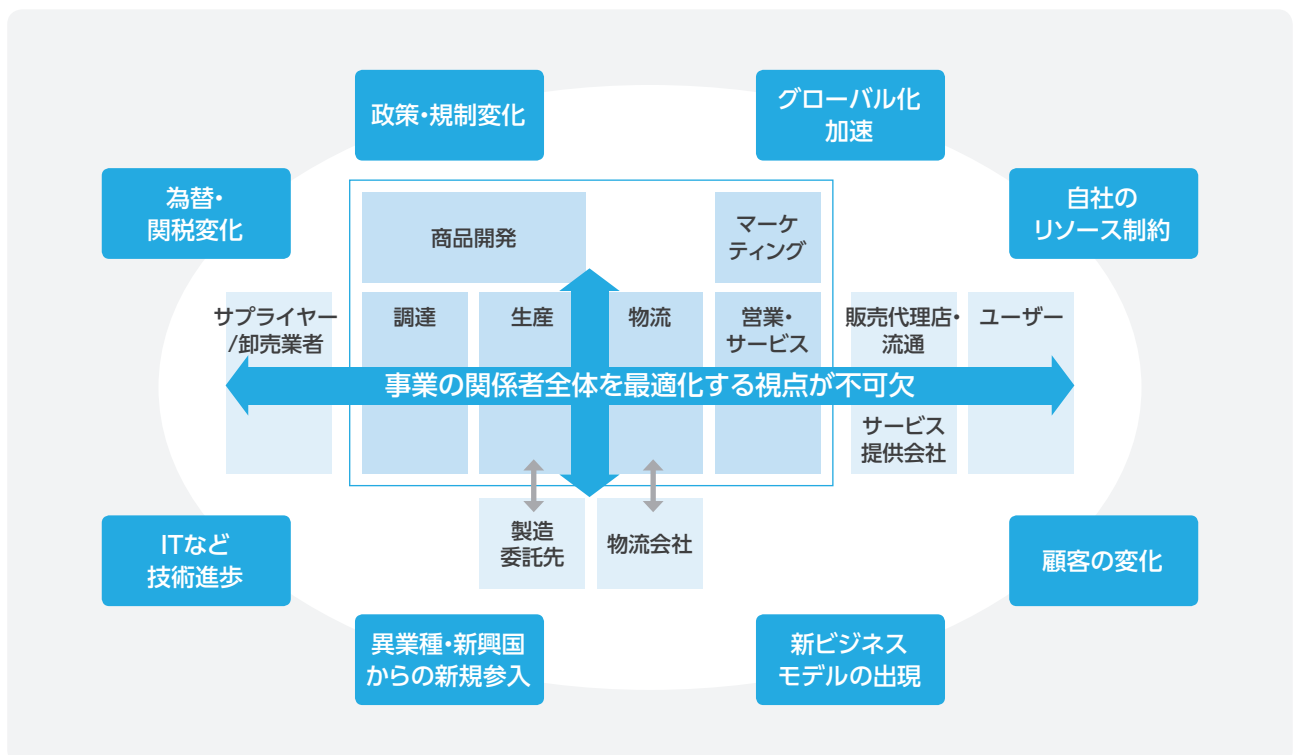 政策・規制変化
グローバル化
加速
為替・
関税変化
自社の
リソース制約
商品開発
マーケ
ティング
サプライヤー
/卸売業者
調達
生産
物流
営業・
サービス
販売代理店・
流通
ユーザー
事業の関係者全体を最適化する視点が不可欠
サービス
提供会社
製造
委託先
物流会社
ITなど
技術進歩
顧客の変化
異業種・新興国
からの新規参入
新ビジネス
モデルの出現